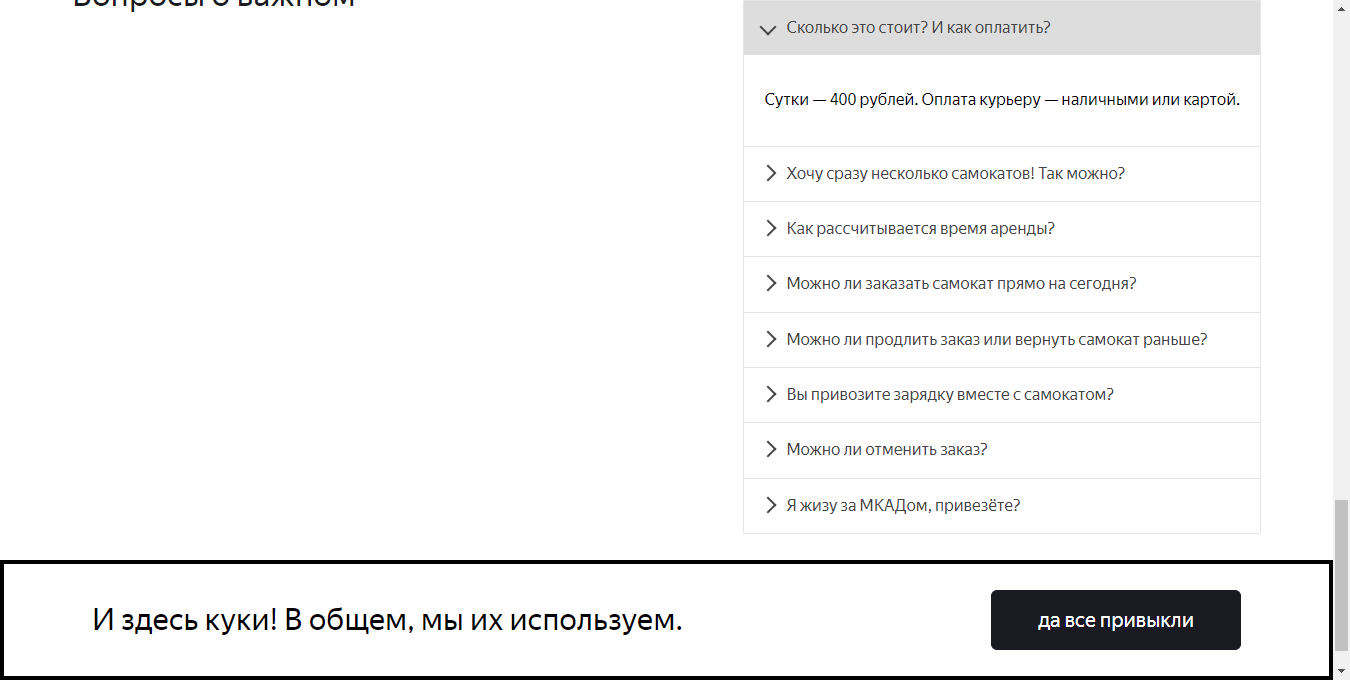 Вопросы о важном
Сколько это стоит? И как оплатить?
Сутки — 400 рублей. Оплата курьеру — наличными или картой.
Хочу сразу несколько самокатов! Так можно?
Как рассчитывается время аренды?
Можно ли заказать самокат прямо на сегодня?
Можно ли продлить заказ или вернуть самокат раньше?
Вы привозите зарядку вместе с самокатом?
Можно ли отменить заказ?
Я жизу за МКАДом, привезёте?
И здесь куки! В общем, мы их используем.
да все привыкли